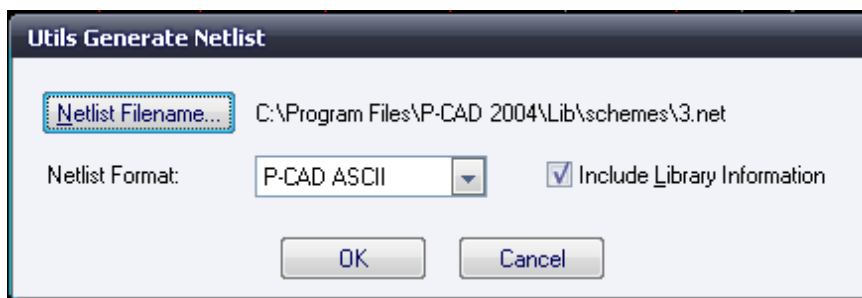 Utils Generate Netlist
Netlist Filename... C:\Program Files\P-CAD 2004\Lib\schemes\3.net
Netlist Format: P-CAD ASCII Include Library Information
OK Cancel